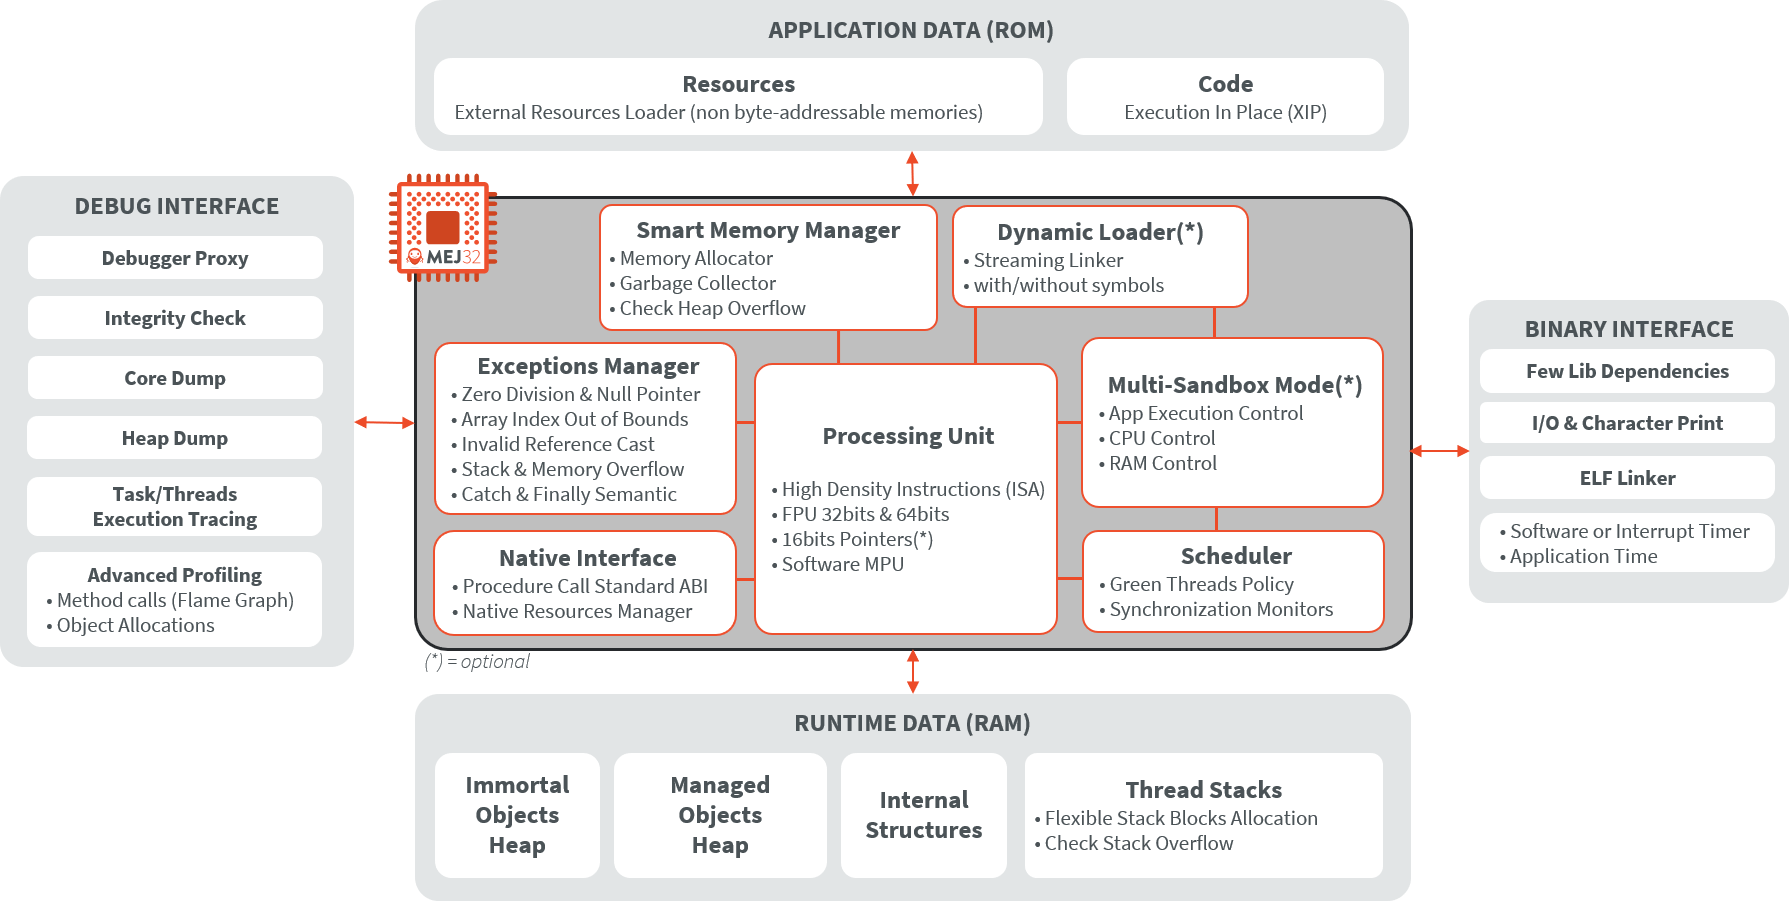 APPLICATION DATA (ROM)
Resources
External Resources Loader (non byte-addressable memories)
Code
Execution In Place (XIP)
DEBUG INTERFACE
Debugger Proxy
Integrity Check
Core Dump
Heap Dump
Task/Threads
Execution Tracing
Advanced Profiling
• Method calls (Flame Graph)
• Object Allocations
MEJ32
Smart Memory Manager
• Memory Allocator
• Garbage Collector
• Check Heap Overflow
Dynamic Loader(*)
• Streaming Linker
• with/without symbols
Exceptions Manager
• Zero Division & Null Pointer
• Array Index Out of Bounds
• Invalid Reference Cast
• Stack & Memory Overflow
• Catch & Finally Semantic
Processing Unit
• High Density Instructions (ISA)
• FPU 32bits & 64bits
• 16bits Pointers(*)
• Software MPU
Multi-Sandbox Mode(*)
• App Execution Control
• CPU Control
• RAM Control
Native Interface
• Procedure Call Standard ABI
• Native Resources Manager
Scheduler
• Green Threads Policy
• Synchronization Monitors
(*) = optional
BINARY INTERFACE
Few Lib Dependencies
I/O & Character Print
ELF Linker
• Software or Interrupt Timer
• Application Time
RUNTIME DATA (RAM)
Immortal
Objects
Heap
Managed
Objects
Heap
Internal
Structures
Thread Stacks
• Flexible Stack Blocks Allocation
• Check Stack Overflow